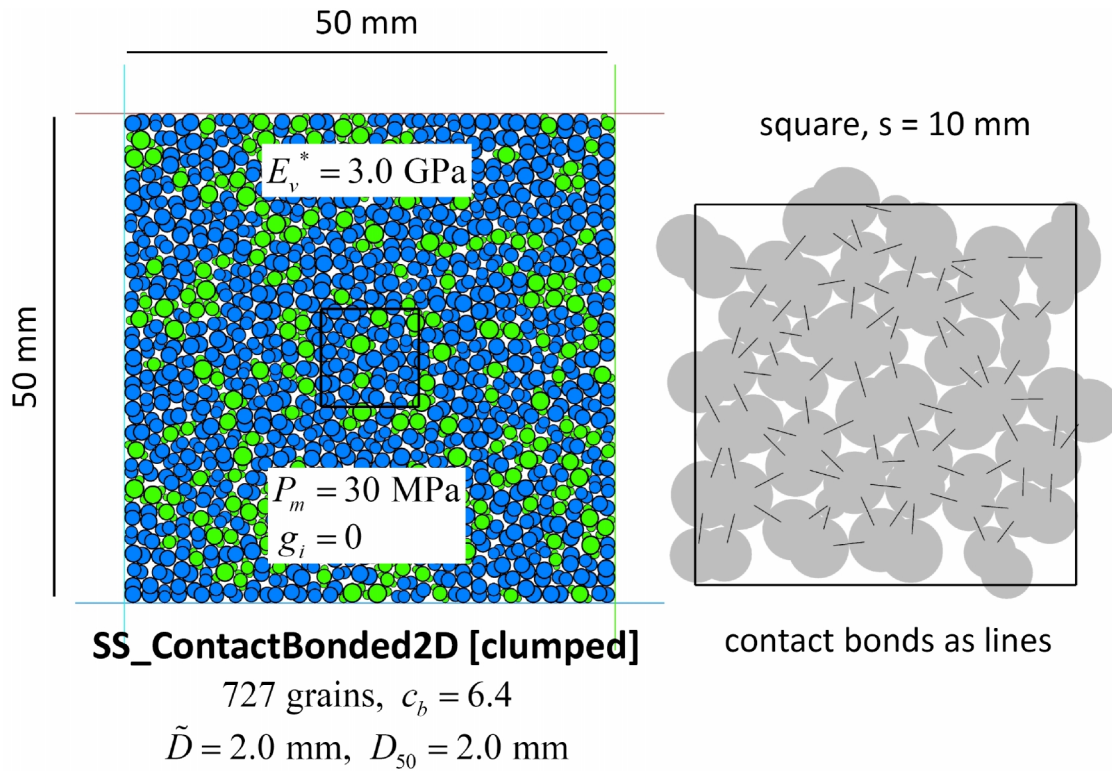 50 mm
50 mm
E_v^* = 3.0 GPa
P_m = 30 MPa
g_i = 0
SS_ContactBonded2D [clumped]
727 grains, c_b = 6.4
D̃ = 2.0 mm, D_50 = 2.0 mm
square, s = 10 mm
contact bonds as lines